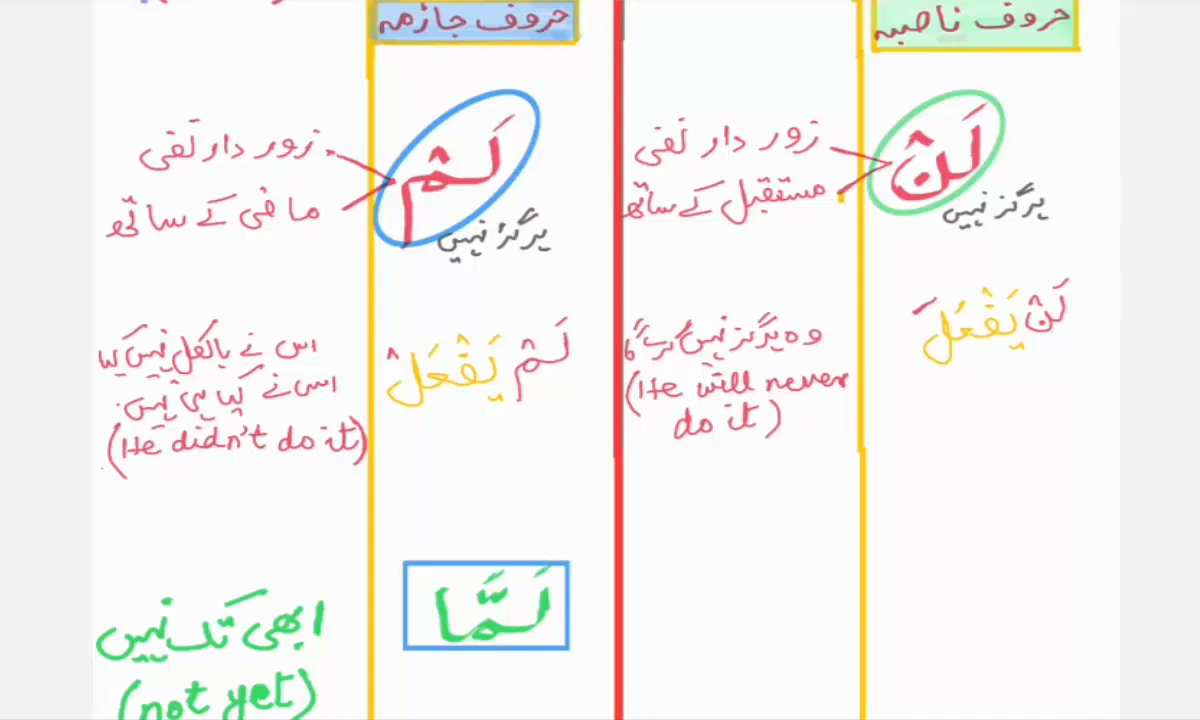 حروف ناصبہ
لَنْ
زور دار نفی
مستقبل کے ساتھ
ہرگز نہیں
لَنْ يَفْعَلَ
وہ ہرگز نہیں کرے گا
(He will never
do it)
حروف جازمہ
لَمْ
زور دار نفی
ماضی کے ساتھ
ہرگز نہیں
لَمْ يَفْعَلْ
اس نے بالکل نہیں کیا
اس نے کیا ہی نہیں
(He didn't do it)
لَمَّا
ابھی تک نہیں
(not yet)